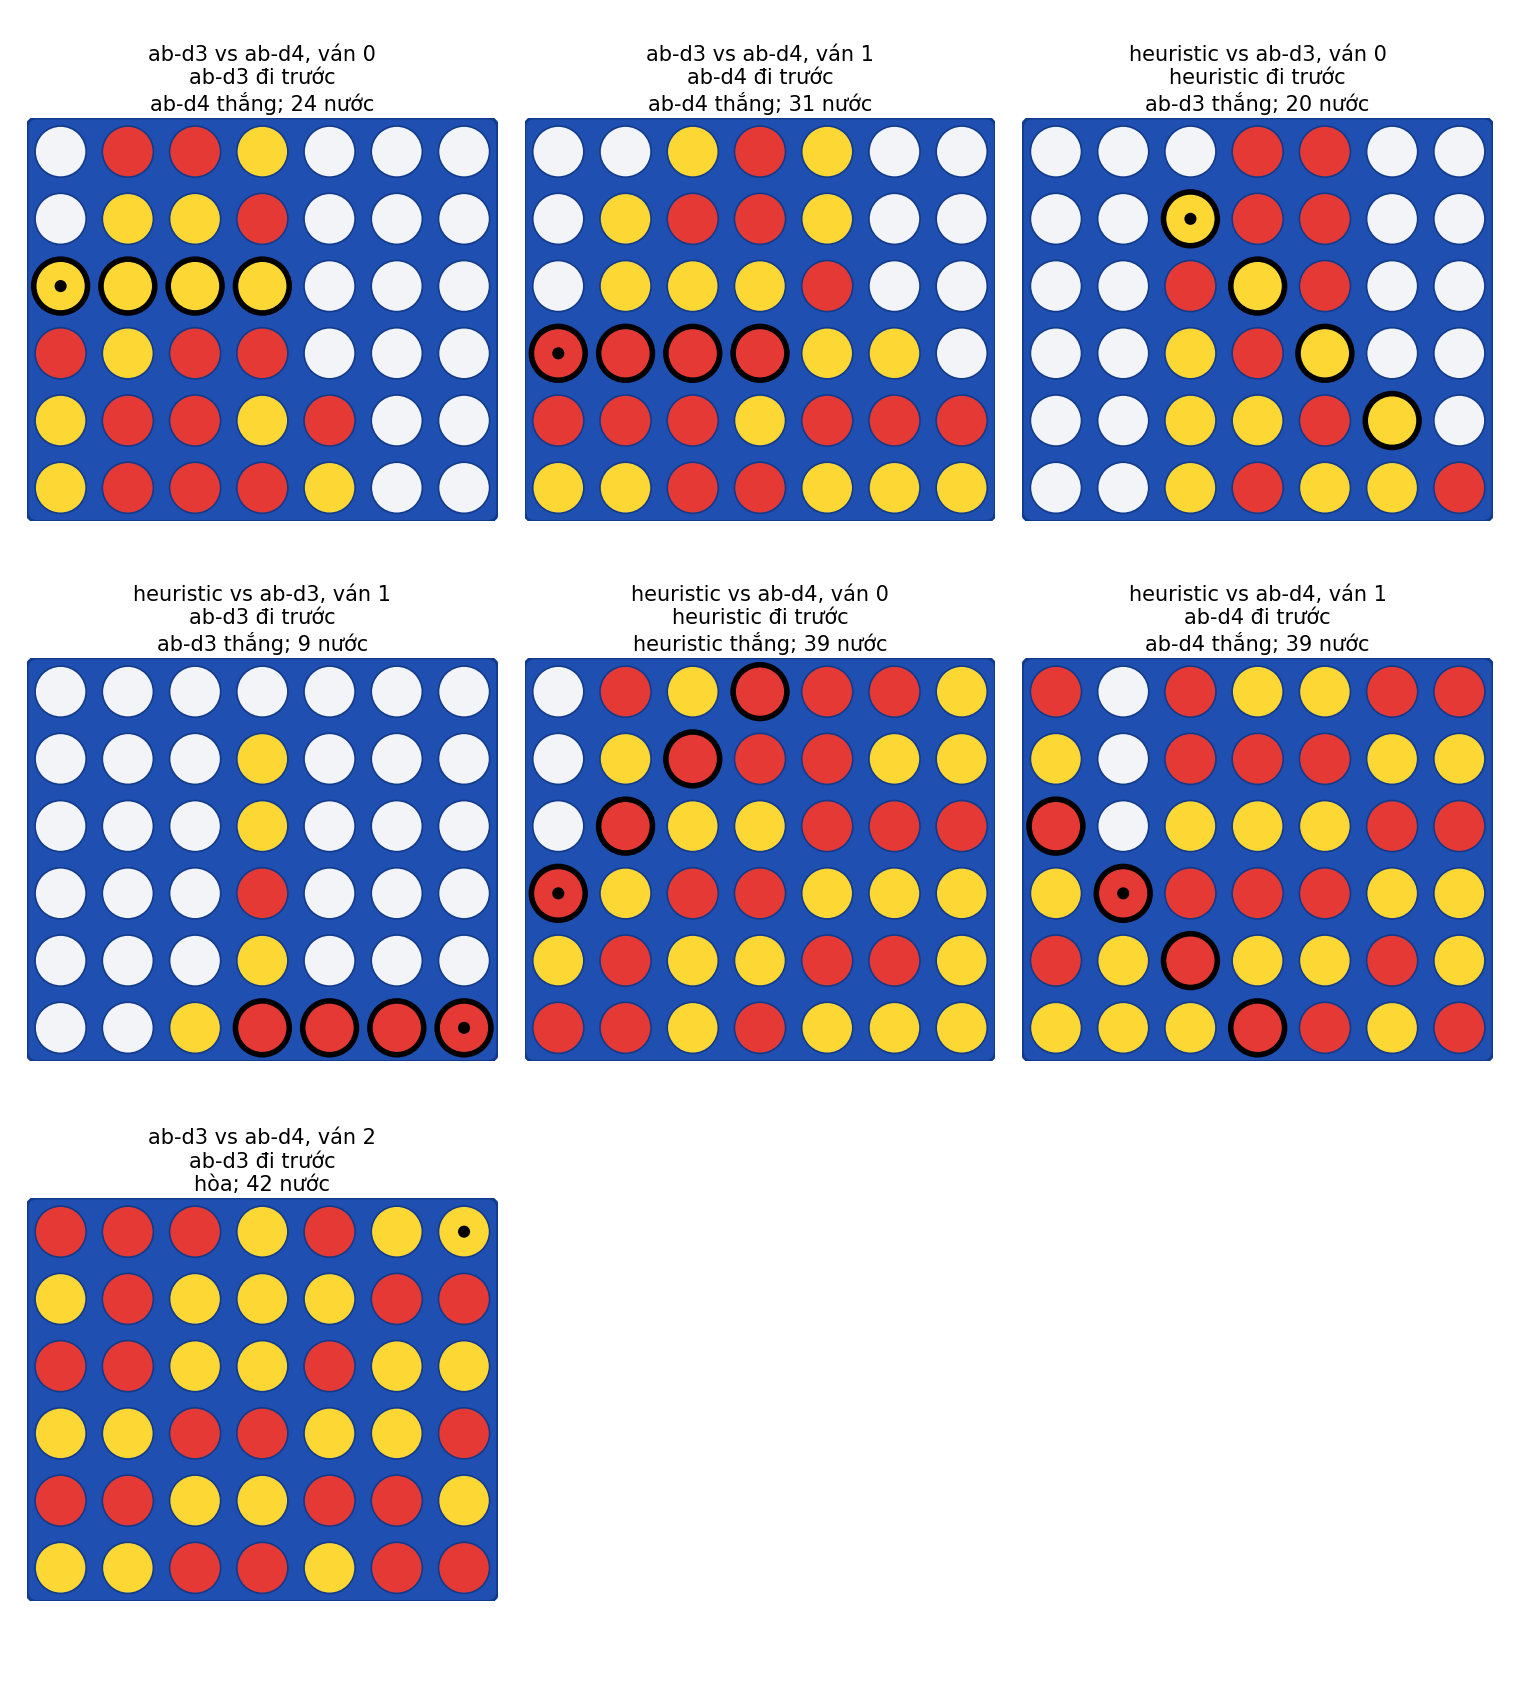 ab-d3 vs ab-d4, ván 0
ab-d3 đi trước
ab-d4 thắng; 24 nước
ab-d3 vs ab-d4, ván 1
ab-d4 đi trước
ab-d4 thắng; 31 nước
heuristic vs ab-d3, ván 0
heuristic đi trước
ab-d3 thắng; 20 nước
heuristic vs ab-d3, ván 1
ab-d3 đi trước
ab-d3 thắng; 9 nước
heuristic vs ab-d4, ván 0
heuristic đi trước
heuristic thắng; 39 nước
heuristic vs ab-d4, ván 1
ab-d4 đi trước
ab-d4 thắng; 39 nước
ab-d3 vs ab-d4, ván 2
ab-d3 đi trước
hòa; 42 nước